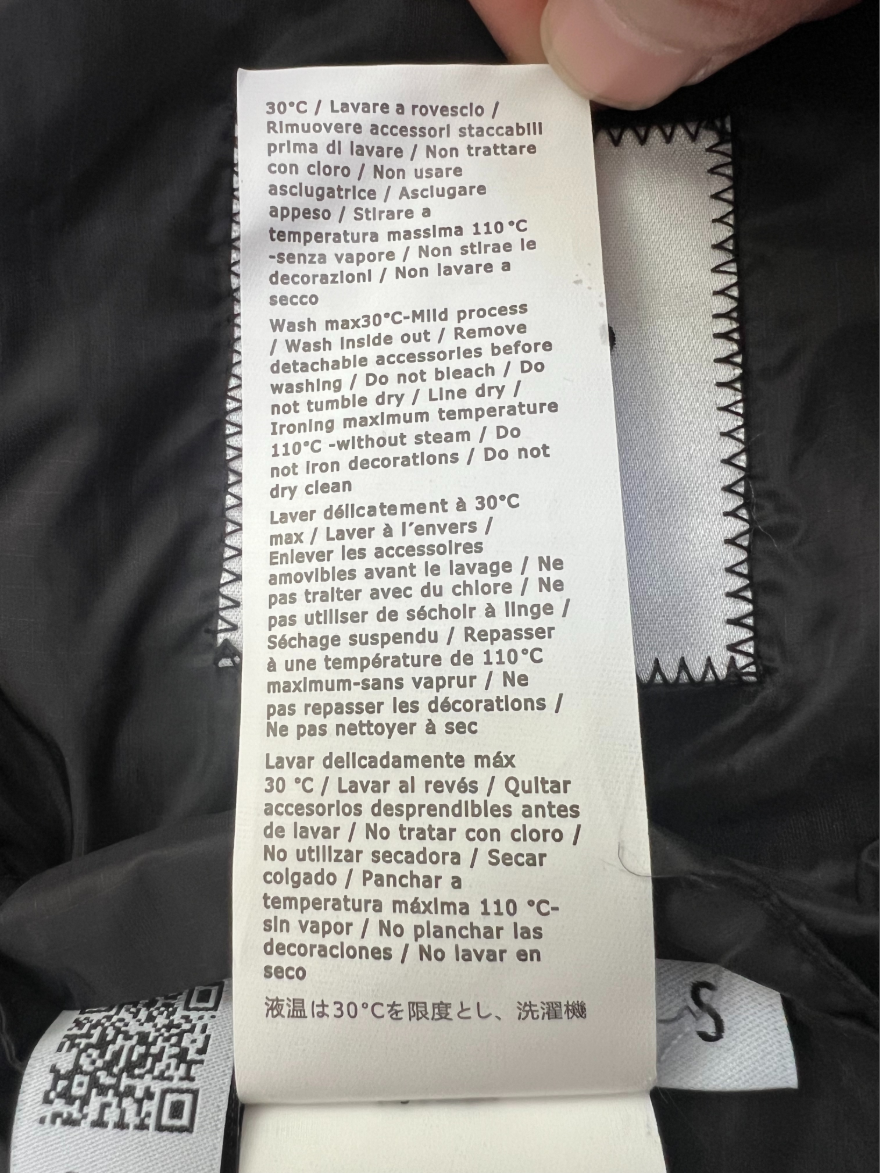 30°C / Lavare a rovescio /
Rimuovere accessori staccabili
prima di lavare / Non trattare
con cloro / Non usare
asciugatrice / Asciugare
appeso / Stirare a
temperatura massima 110°C
-senza vapore / Non stirae le
decorazioni / Non lavare a
secco
Wash max30°C-Mild process
/ Wash inside out / Remove
detachable accessories before
washing / Do not bleach / Do
not tumble dry / Line dry /
Ironing maximum temperature
110°C -without steam / Do
not iron decorations / Do not
dry clean
Laver délicatement à 30°C
max / Laver à l'envers /
Enlever les accessoires
amovibles avant le lavage / Ne
pas traiter avec du chlore / Ne
pas utiliser de séchoir à linge /
Séchage suspendu / Repasser
à une température de 110°C
maximum-sans vaprur / Ne
pas repasser les décorations /
Ne pas nettoyer à sec
Lavar delicadamente máx
30 °C / Lavar al revés / Quitar
accesorios desprendibles antes
de lavar / No tratar con cloro /
No utilizar secadora / Secar
colgado / Panchar a
temperatura máxima 110 °C-
sin vapor / No planchar las
decoraciones / No lavar en
seco
液温は30°Cを限度とし、洗濯機
S